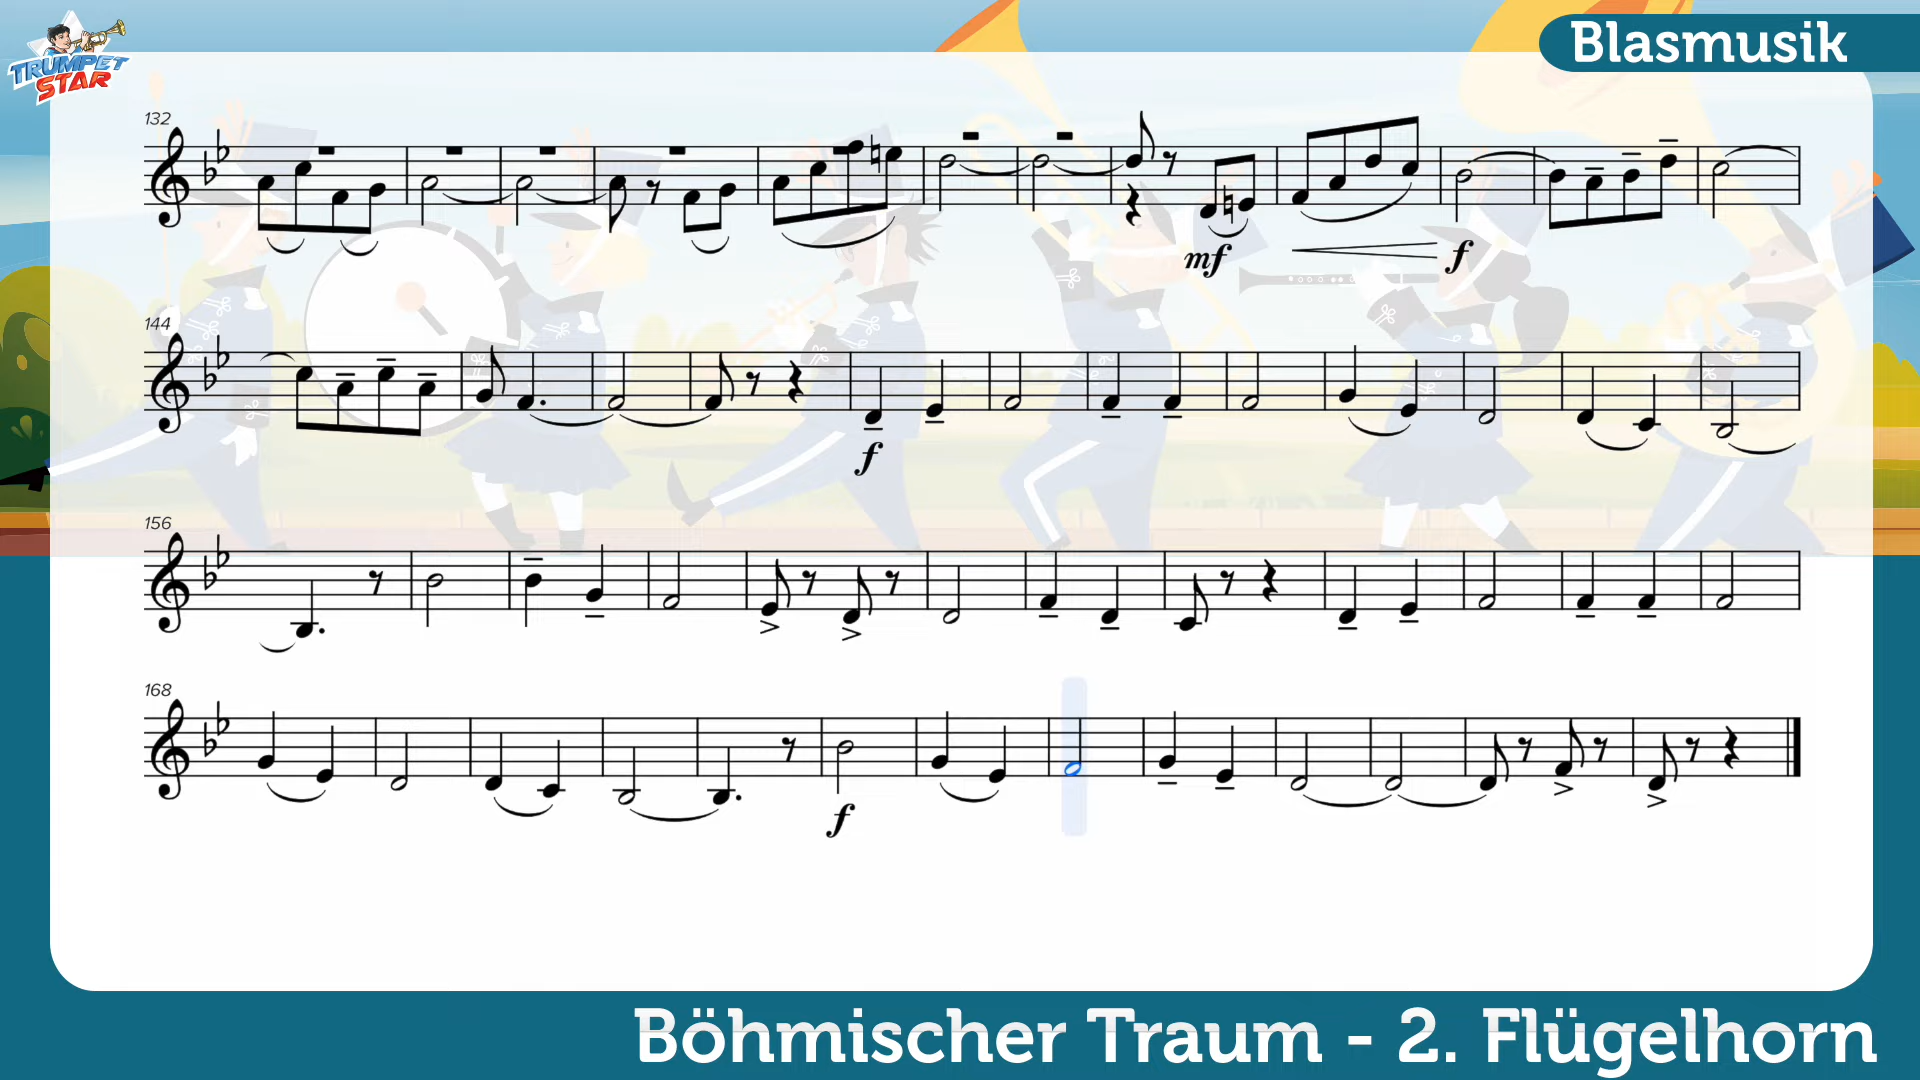 TRUMPET
STAR
Blasmusik
132
mf
f
144
f
156
168
f
Böhmischer Traum - 2. Flügelhorn